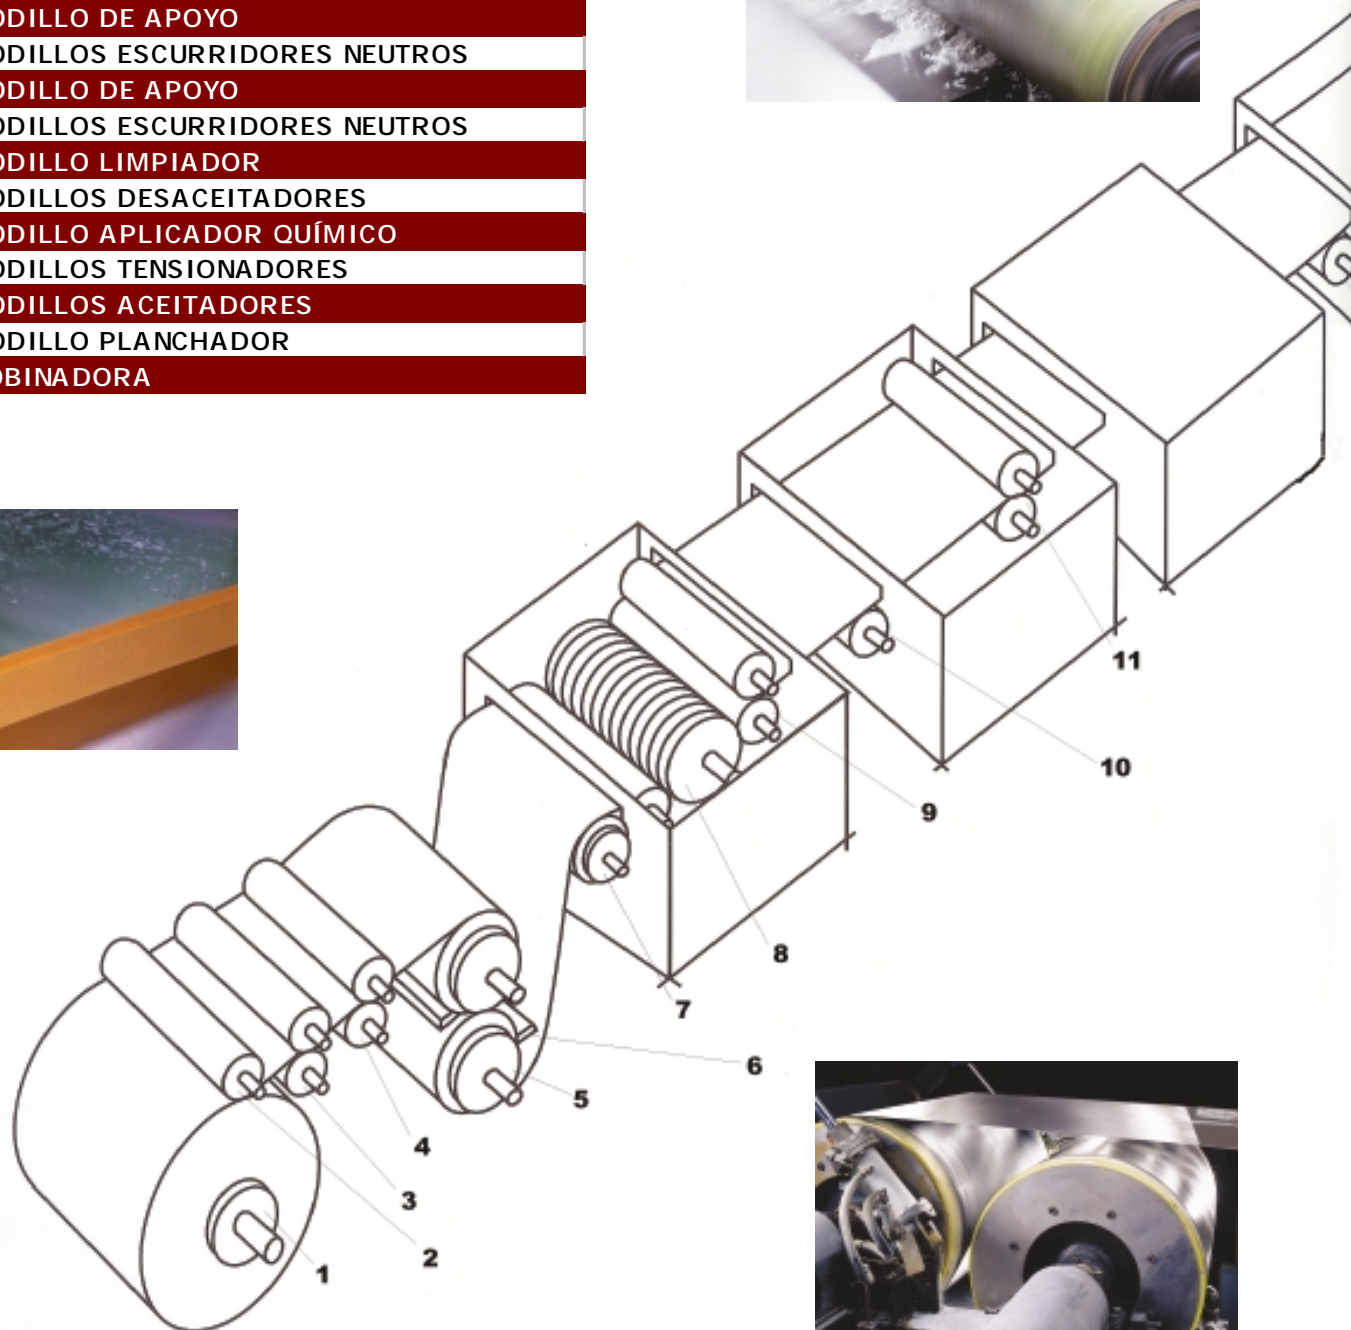 ODILLO DE APOYO
ODILLOS ESCURRIDORES NEUTROS
ODILLO DE APOYO
ODILLOS ESCURRIDORES NEUTROS
ODILLO LIMPIADOR
ODILLOS DESACEITADORES
ODILLO APLICADOR QUÍMICO
ODILLOS TENSIONADORES
ODILLOS ACEITADORES
ODILLO PLANCHADOR
OBINADORA
11
10
9
8
7
6
5
4
3
2
1